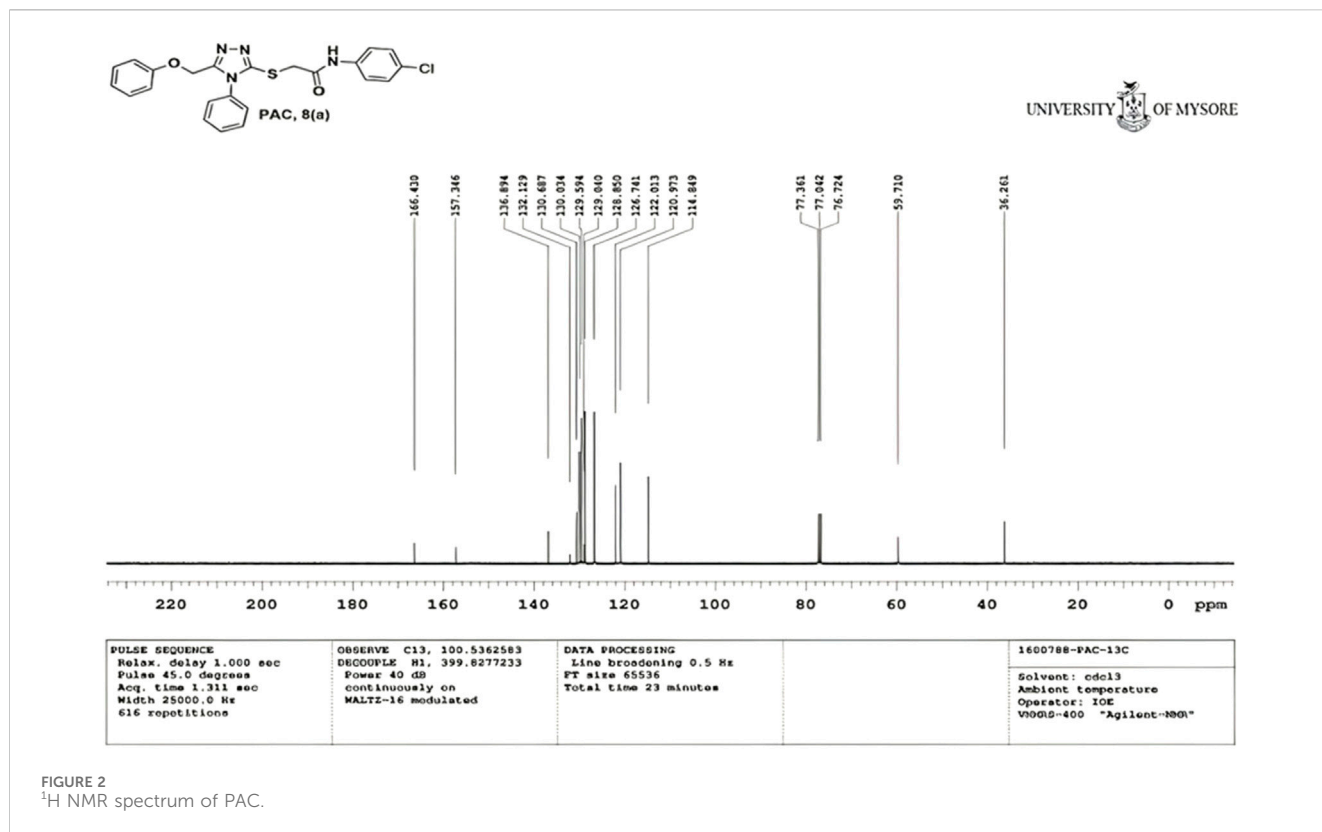 N N
O
S
N
H
N
O
Cl
PAC, 8(a)
UNIVERSITY OF MYSORE
166.430
157.346
136.894
132.129
130.687
130.034
129.594
129.040
128.850
126.741
122.013
120.973
114.849
77.361
77.042
76.724
59.710
36.261
220 200 180 160 140 120 100 80 60 40 20 0 ppm
PULSE SEQUENCE
Relax. delay 1.000 sec
Pulse 45.0 degrees
Acq. time 1.311 sec
Width 25000.0 Hz
616 repetitions
OBSERVE C13, 100.5362583
DECOUPLE H1, 399.8277233
Power 40 dB
continuously on
WALTZ-16 modulated
DATA PROCESSING
Line broadening 0.5 Hz
FT size 65536
Total time 23 minutes
1600788-PAC-13C
Solvent: cdcl3
Ambient temperature
Operator: IOE
FIGURE 2
¹H NMR spectrum of PAC.